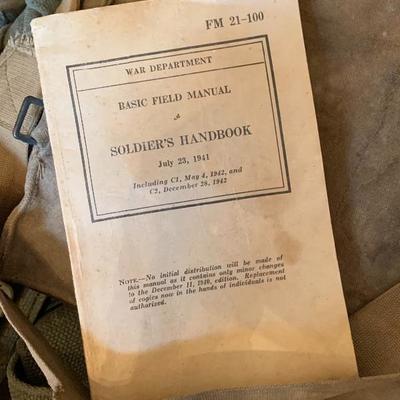 FM 21–100
WAR DEPARTMENT
BASIC FIELD MANUAL
SOLDIER'S HANDBOOK
July 23, 1941
Including C1, May 4, 1942, and
C2, December 28, 1942
NOTE.—No initial distribution will be made of
this manual as it contains only minor changes
to the December 11, 1940, edition. Replacement
of copies now in the hands of individuals is not
authorized.